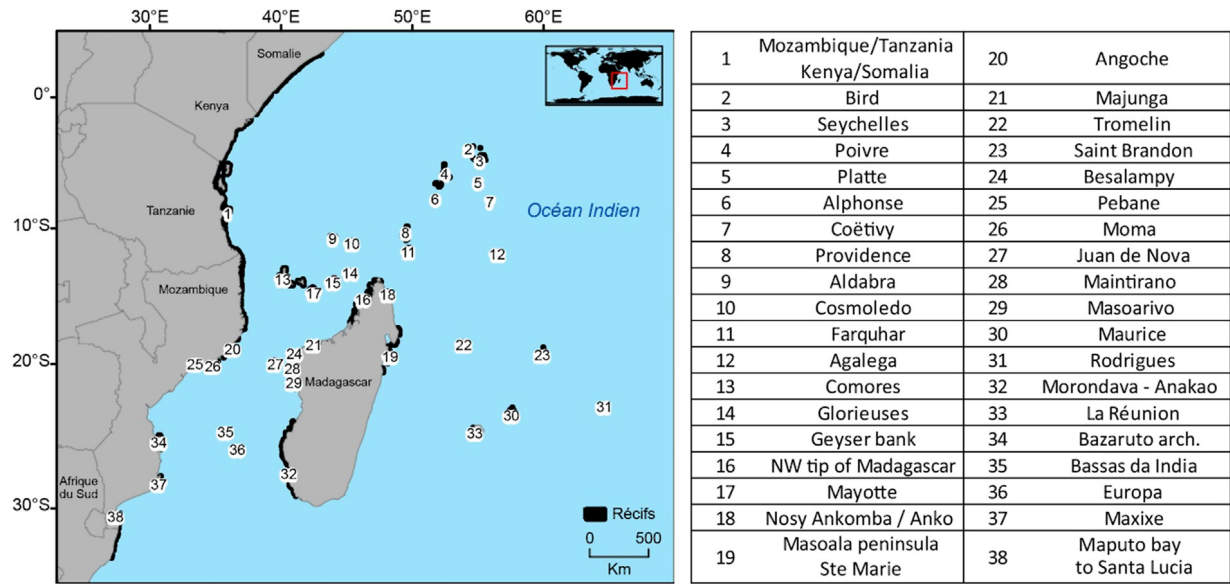 30°E 40°E 50°E 60°E
Somalie
0°
Kenya
2
3
4
5
Tanzanie
6
7
1
Océan Indien
10°S
8
9
10
11
12
13
14
15
Mozambique
17
16
18
20
21
22
23
19
24
25
26
27
28
20°S
29
Madagascar
31
30
35
33
34
36
32
37
Afrique
du Sud
30°S
38
Récifs
0 500
Km
1 Mozambique/Tanzania
Kenya/Somalia 20 Angoche
2 Bird 21 Majunga
3 Seychelles 22 Tromelin
4 Poivre 23 Saint Brandon
5 Platte 24 Besalampy
6 Alphonse 25 Pebane
7 Coëtivy 26 Moma
8 Providence 27 Juan de Nova
9 Aldabra 28 Maintirano
10 Cosmoledo 29 Masoarivo
11 Farquhar 30 Maurice
12 Agalega 31 Rodrigues
13 Comores 32 Morondava - Anakao
14 Glorieuses 33 La Réunion
15 Geyser bank 34 Bazaruto arch.
16 NW tip of Madagascar 35 Bassas da India
17 Mayotte 36 Europa
18 Nosy Ankomba / Anko 37 Maxixe
19 Masoala peninsula
Ste Marie 38 Maputo bay
to Santa Lucia